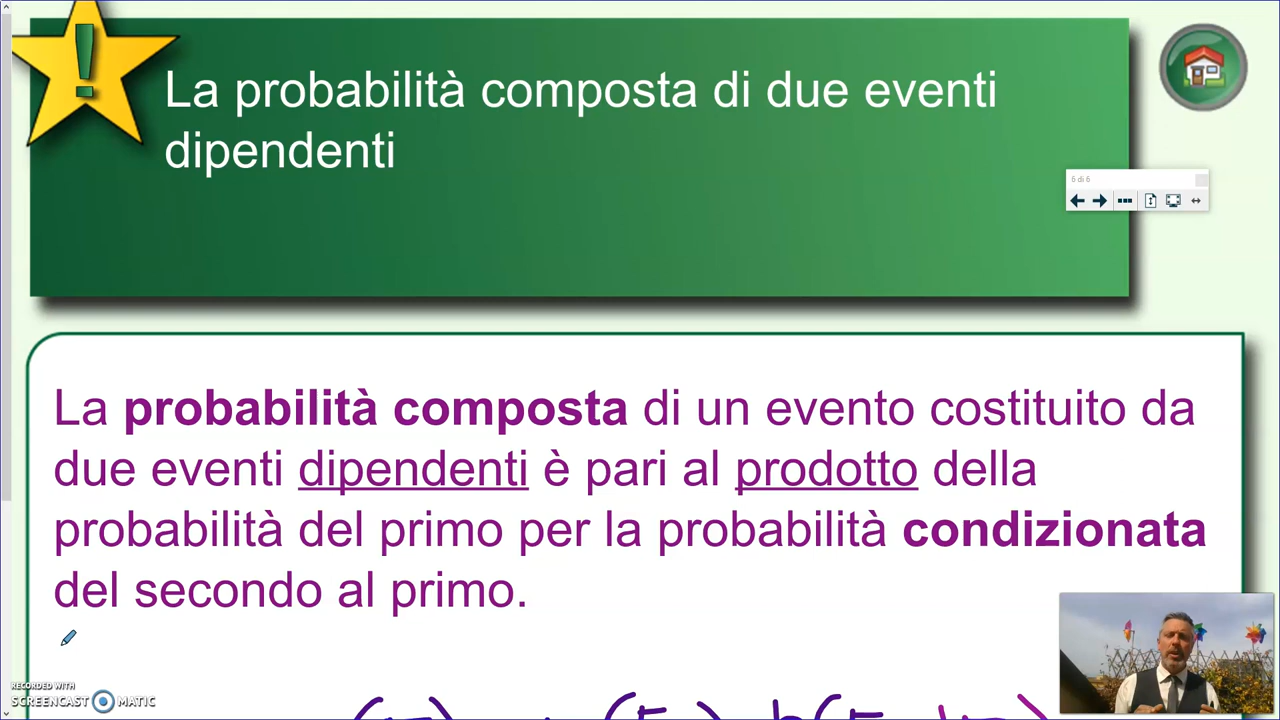 La probabilità composta di due eventi
dipendenti
6 di 6
La probabilità composta di un evento costituito da
due eventi dipendenti è pari al prodotto della
probabilità del primo per la probabilità condizionata
del secondo al primo.
RECORDED WITH
SCREENCAST MATIC